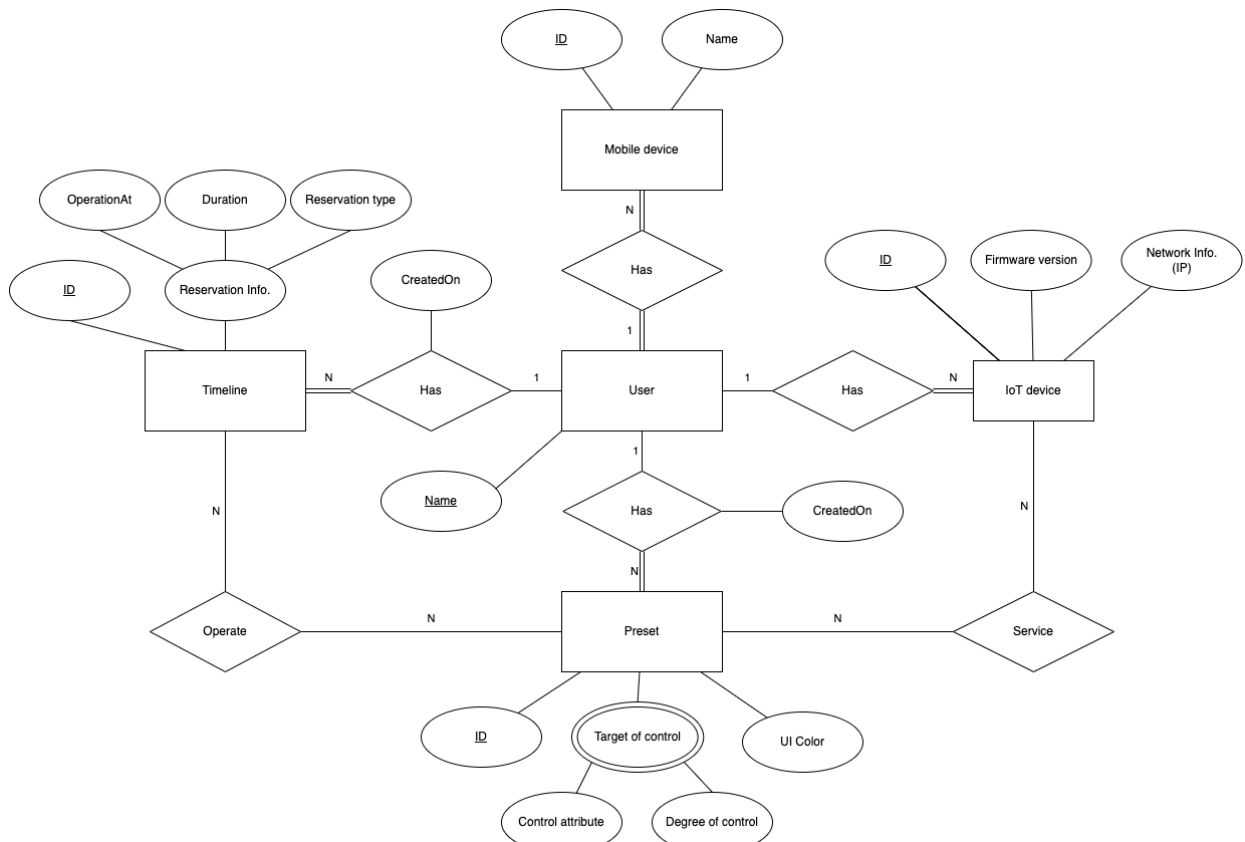 ID
Name
Mobile device
OperationAt
Duration
Reservation type
N
ID
Reservation Info.
CreatedOn
Has
ID
Firmware version
Network Info.
(IP)
1
Timeline
N
Has
1
User
1
Has
N
IoT device
1
Name
Has
CreatedOn
N
N
N
Operate
N
Preset
N
Service
ID
Target of control
UI Color
Control attribute
Degree of control